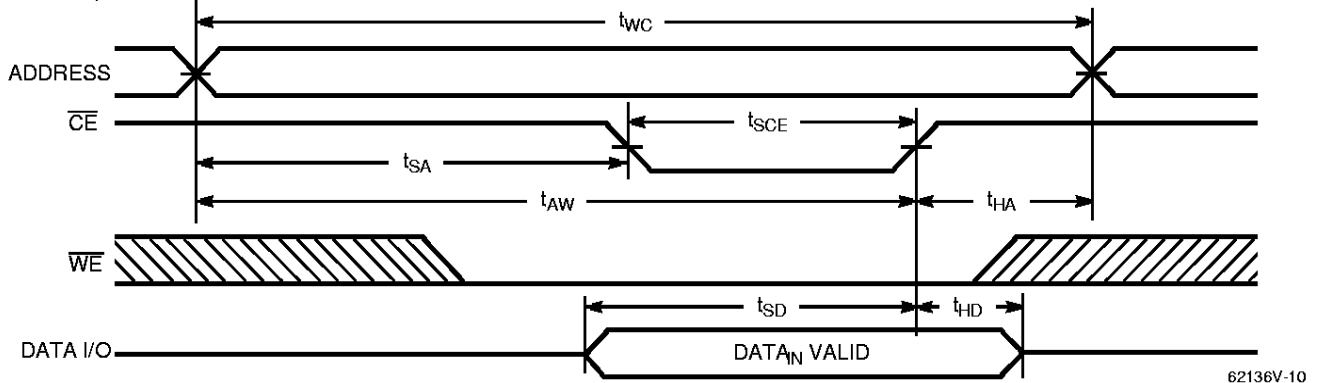 tWC
ADDRESS
CE
tSCE
tSA
tAW
tHA
WE
tSD
tHD
DATA I/O
DATAIN VALID
62136V-10